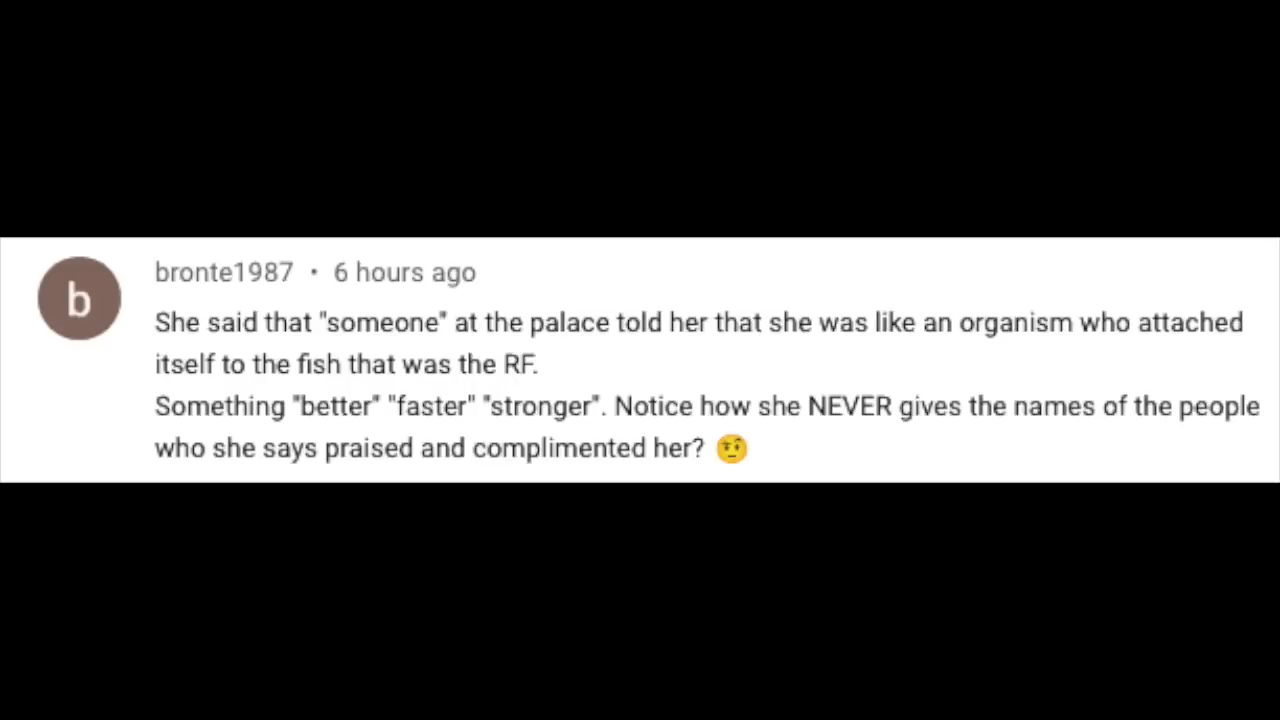 b
bronte1987 • 6 hours ago
She said that "someone" at the palace told her that she was like an organism who attached
itself to the fish that was the RF.
Something "better" "faster" "stronger". Notice how she NEVER gives the names of the people
who she says praised and complimented her? 🤨